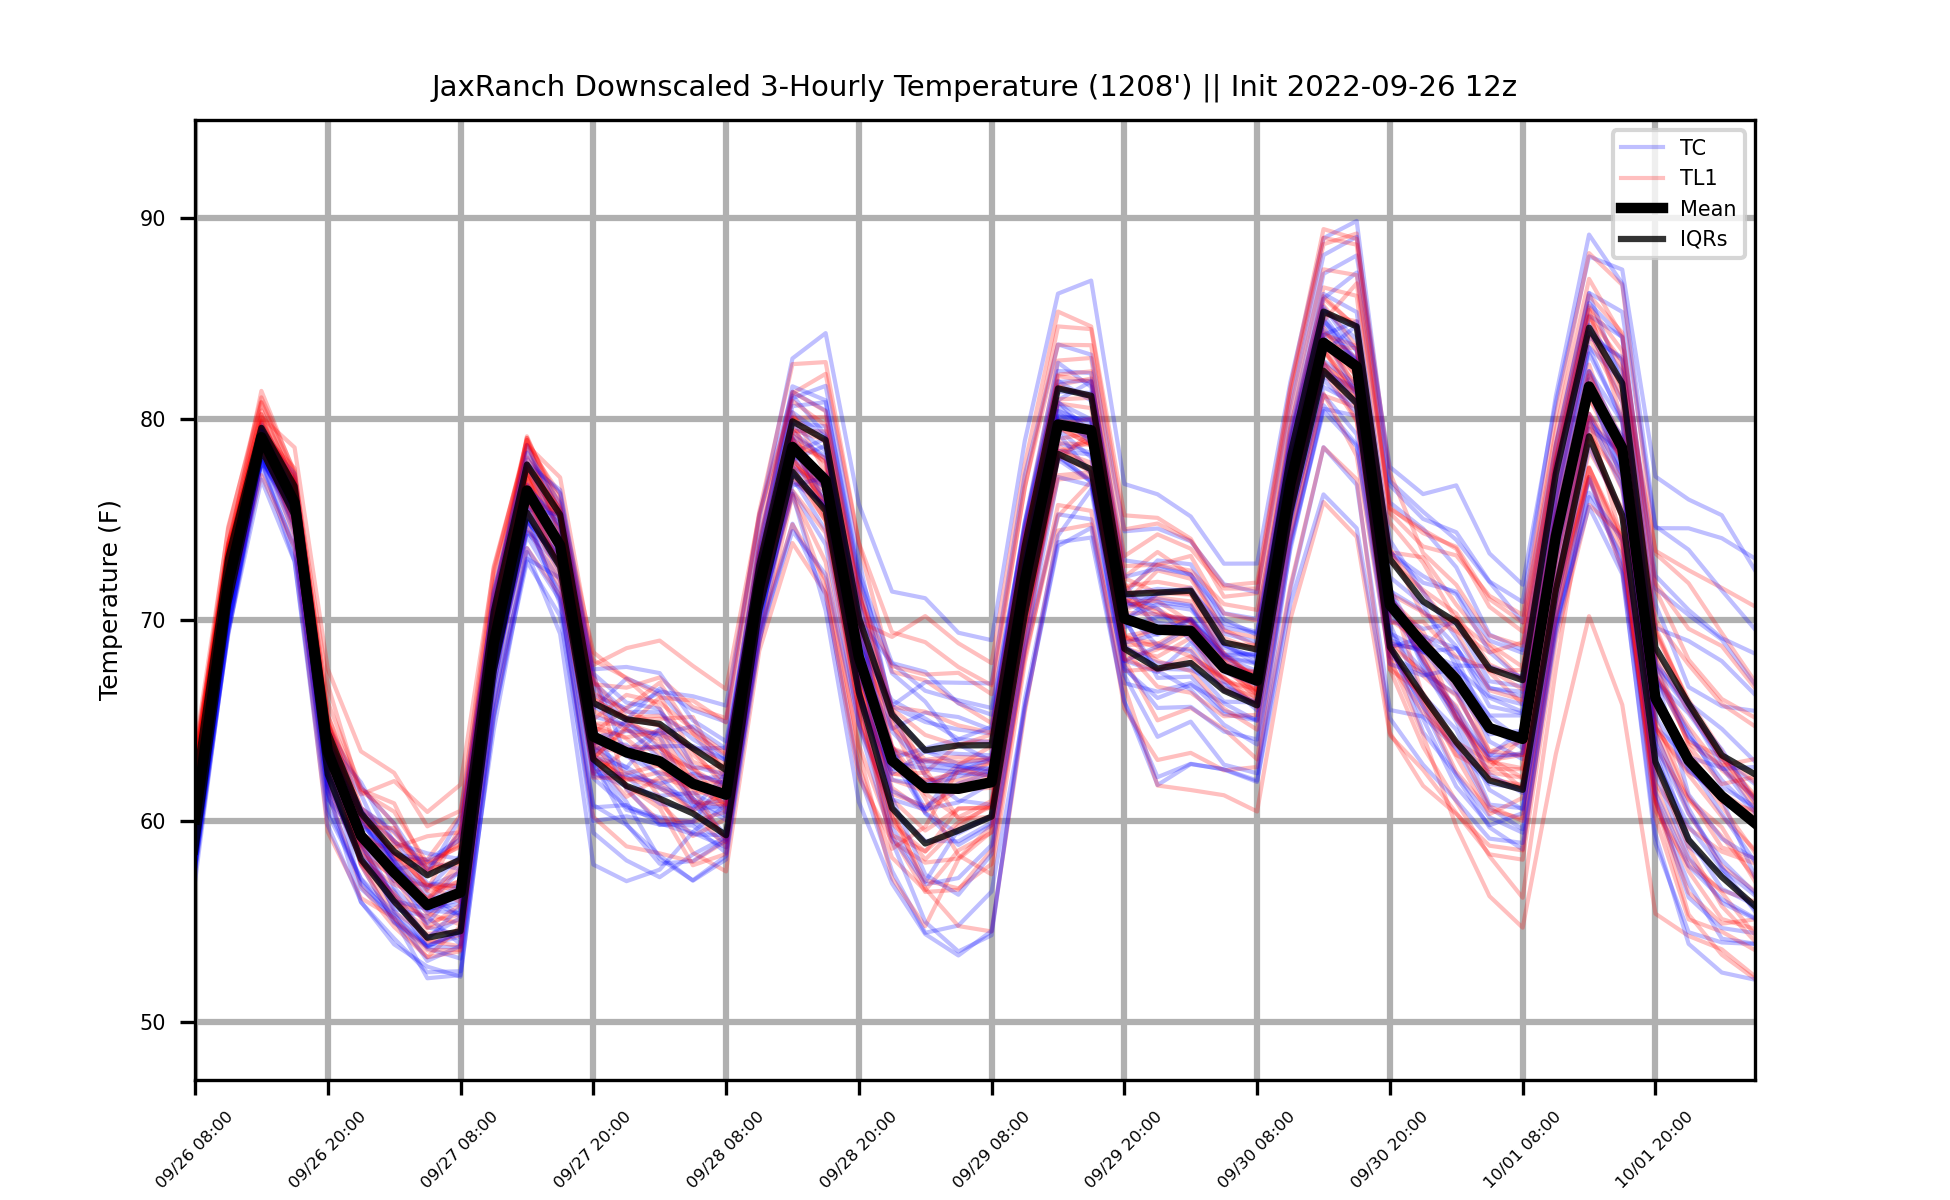 JaxRanch Downscaled 3-Hourly Temperature (1208') || Init 2022-09-26 12z
TC
TL1
Mean
IQRs
Temperature (F)
90
80
70
60
50
09/26 08:00
09/26 20:00
09/27 08:00
09/27 20:00
09/28 08:00
09/28 20:00
09/29 08:00
09/29 20:00
09/30 08:00
09/30 20:00
10/01 08:00
10/01 20:00